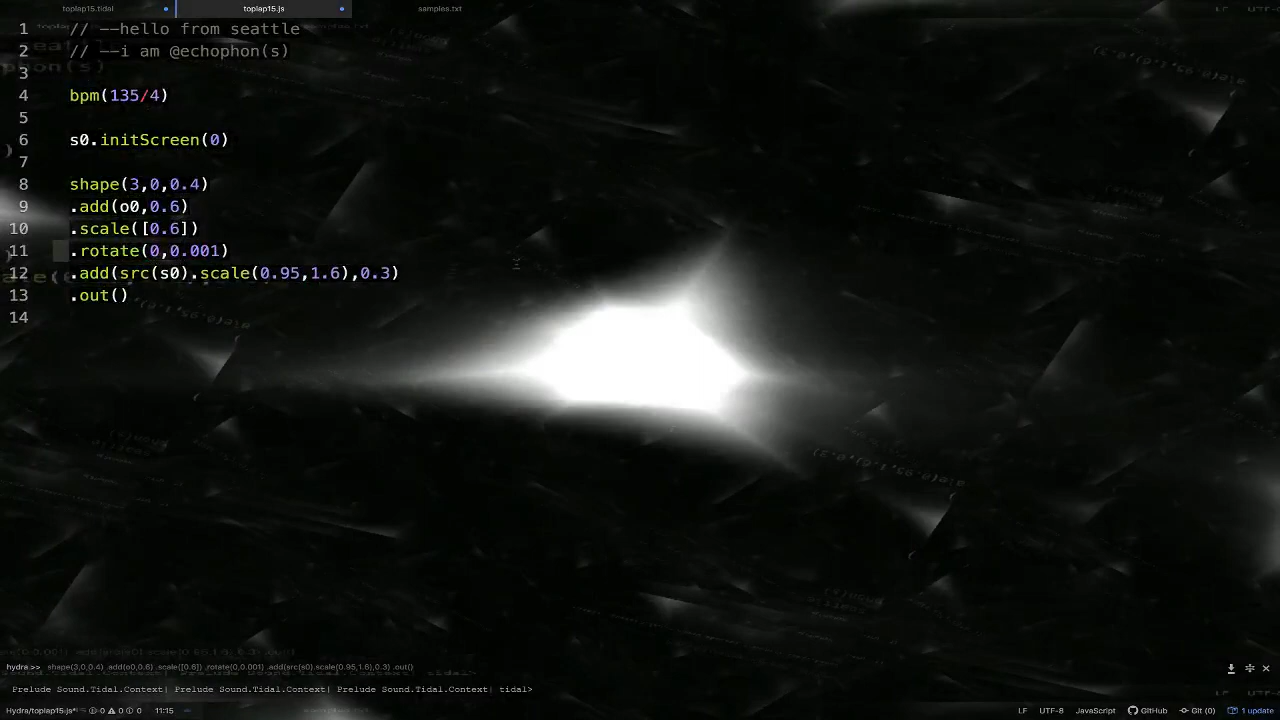 toplap15.tidal toplap15.js samples.txt
1 // --hello from seattle
2 // --i am @echophon(s)
3
4 bpm(135/4)
5
6 s0.initScreen(0)
7
8 shape(3,0,0.4)
9 .add(o0,0.6)
10 .scale([0.6])
11 .rotate(0,0.001)
12 .add(src(s0).scale(0.95,1.6),0.3)
13 .out()
14
hydra >> shape(3,0,0.4) .add(o0,0.6) .scale([0.6]) .rotate(0,0.001) .add(src(s0).scale(0.95,1.6),0.3) .out()
Prelude Sound.Tidal.Context| Prelude Sound.Tidal.Context| Prelude Sound.Tidal.Context| tidal>
Hydra/toplap15.js* 0 0 0 11:15 LF UTF-8 JavaScript GitHub Git (0) 1 update